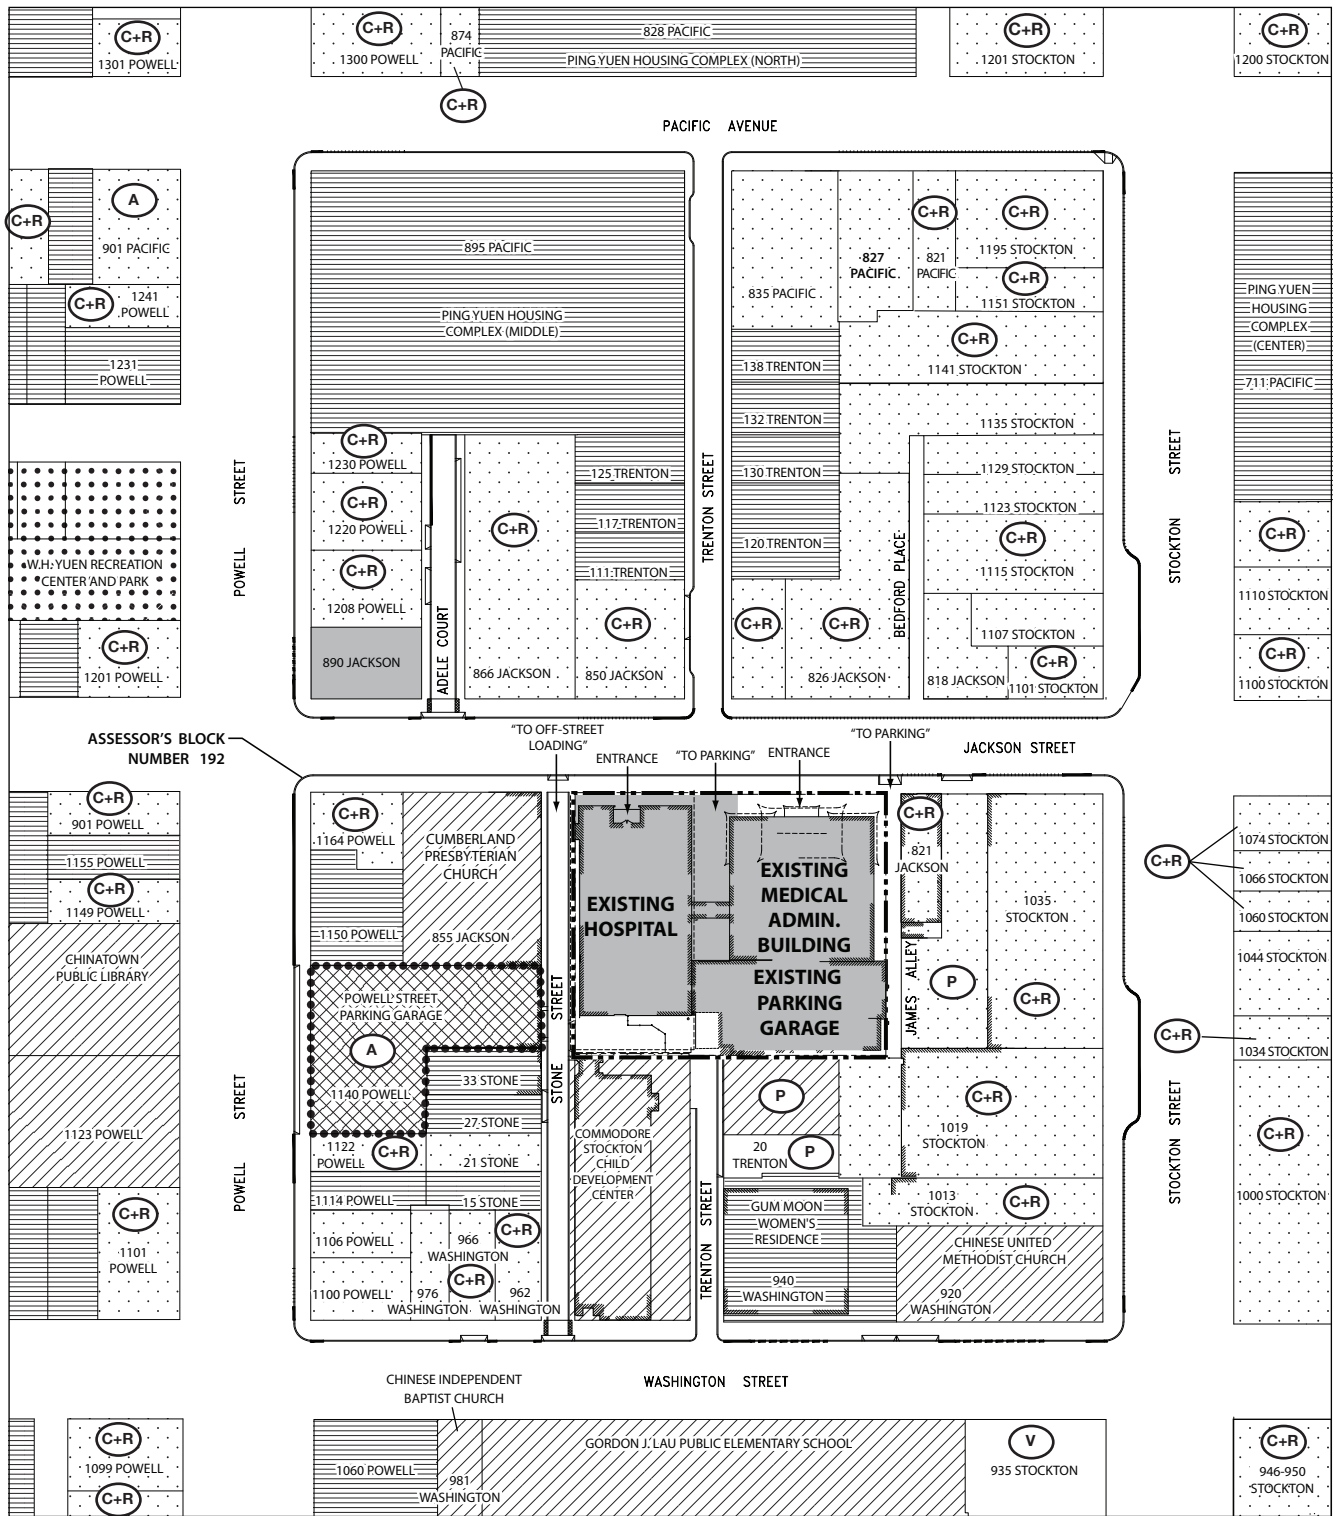 C+R
1301 POWELL
C+R
1300 POWELL
874
PACIFIC
C+R
828 PACIFIC
PING YUEN HOUSING COMPLEX (NORTH)
C+R
1201 STOCKTON
C+R
1200 STOCKTON
PACIFIC AVENUE
C+R
A
901 PACIFIC
C+R
1241
POWELL
1231
POWELL
895 PACIFIC
PING YUEN HOUSING
COMPLEX (MIDDLE)
835 PACIFIC
827
PACIFIC
C+R
821
PACIFIC
C+R
1195 STOCKTON
C+R
1151 STOCKTON
C+R
1141 STOCKTON
138 TRENTON
132 TRENTON
130 TRENTON
120 TRENTON
1135 STOCKTON
1129 STOCKTON
1123 STOCKTON
C+R
1115 STOCKTON
1107 STOCKTON
C+R
1101 STOCKTON
818 JACKSON
BEDFORD PLACE
C+R
C+R
826 JACKSON
PING YUEN
HOUSING
COMPLEX
(CENTER)
711 PACIFIC
C+R
1110 STOCKTON
C+R
1100 STOCKTON
STOCKTON STREET
TRENTON STREET
POWELL STREET
W.H. YUEN RECREATION
CENTER AND PARK
C+R
1201 POWELL
C+R
1230 POWELL
C+R
1220 POWELL
C+R
1208 POWELL
890 JACKSON
ADELE COURT
C+R
866 JACKSON
125 TRENTON
117 TRENTON
111 TRENTON
C+R
850 JACKSON
ASSESSOR'S BLOCK
NUMBER 192
"TO OFF-STREET
LOADING"
ENTRANCE
"TO PARKING"
ENTRANCE
"TO PARKING"
JACKSON STREET
C+R
901 POWELL
1155 POWELL
C+R
1149 POWELL
CHINATOWN
PUBLIC LIBRARY
1123 POWELL
C+R
1101
POWELL
POWELL STREET
C+R
1164 POWELL
1150 POWELL
CUMBERLAND
PRESBYTERIAN
CHURCH
855 JACKSON
POWELL STREET
PARKING GARAGE
A
1140 POWELL
33 STONE
27 STONE
1122
POWELL
C+R
21 STONE
1114 POWELL
15 STONE
1106 POWELL
1100 POWELL
966
WASHINGTON
C+R
C+R
976
WASHINGTON
962
WASHINGTON
STONE STREET
EXISTING
HOSPITAL
EXISTING
MEDICAL
ADMIN.
BUILDING
EXISTING
PARKING
GARAGE
COMMODORE
STOCKTON
CHILD
DEVELOPMENT
CENTER
TRENTON STREET
P
20
TRENTON
P
GUM MOON
WOMEN'S
RESIDENCE
940
WASHINGTON
C+R
821
JACKSON
JAMES ALLEY
P
1035
STOCKTON
C+R
C+R
1019
STOCKTON
1013
STOCKTON
C+R
CHINESE UNITED
METHODIST CHURCH
920
WASHINGTON
STOCKTON STREET
C+R
1074 STOCKTON
1066 STOCKTON
1060 STOCKTON
1044 STOCKTON
C+R
1034 STOCKTON
C+R
1000 STOCKTON
WASHINGTON STREET
CHINESE INDEPENDENT
BAPTIST CHURCH
C+R
1099 POWELL
C+R
1060 POWELL
981
WASHINGTON
GORDON J. LAU PUBLIC ELEMENTARY SCHOOL
V
935 STOCKTON
C+R
946-950
STOCKTON